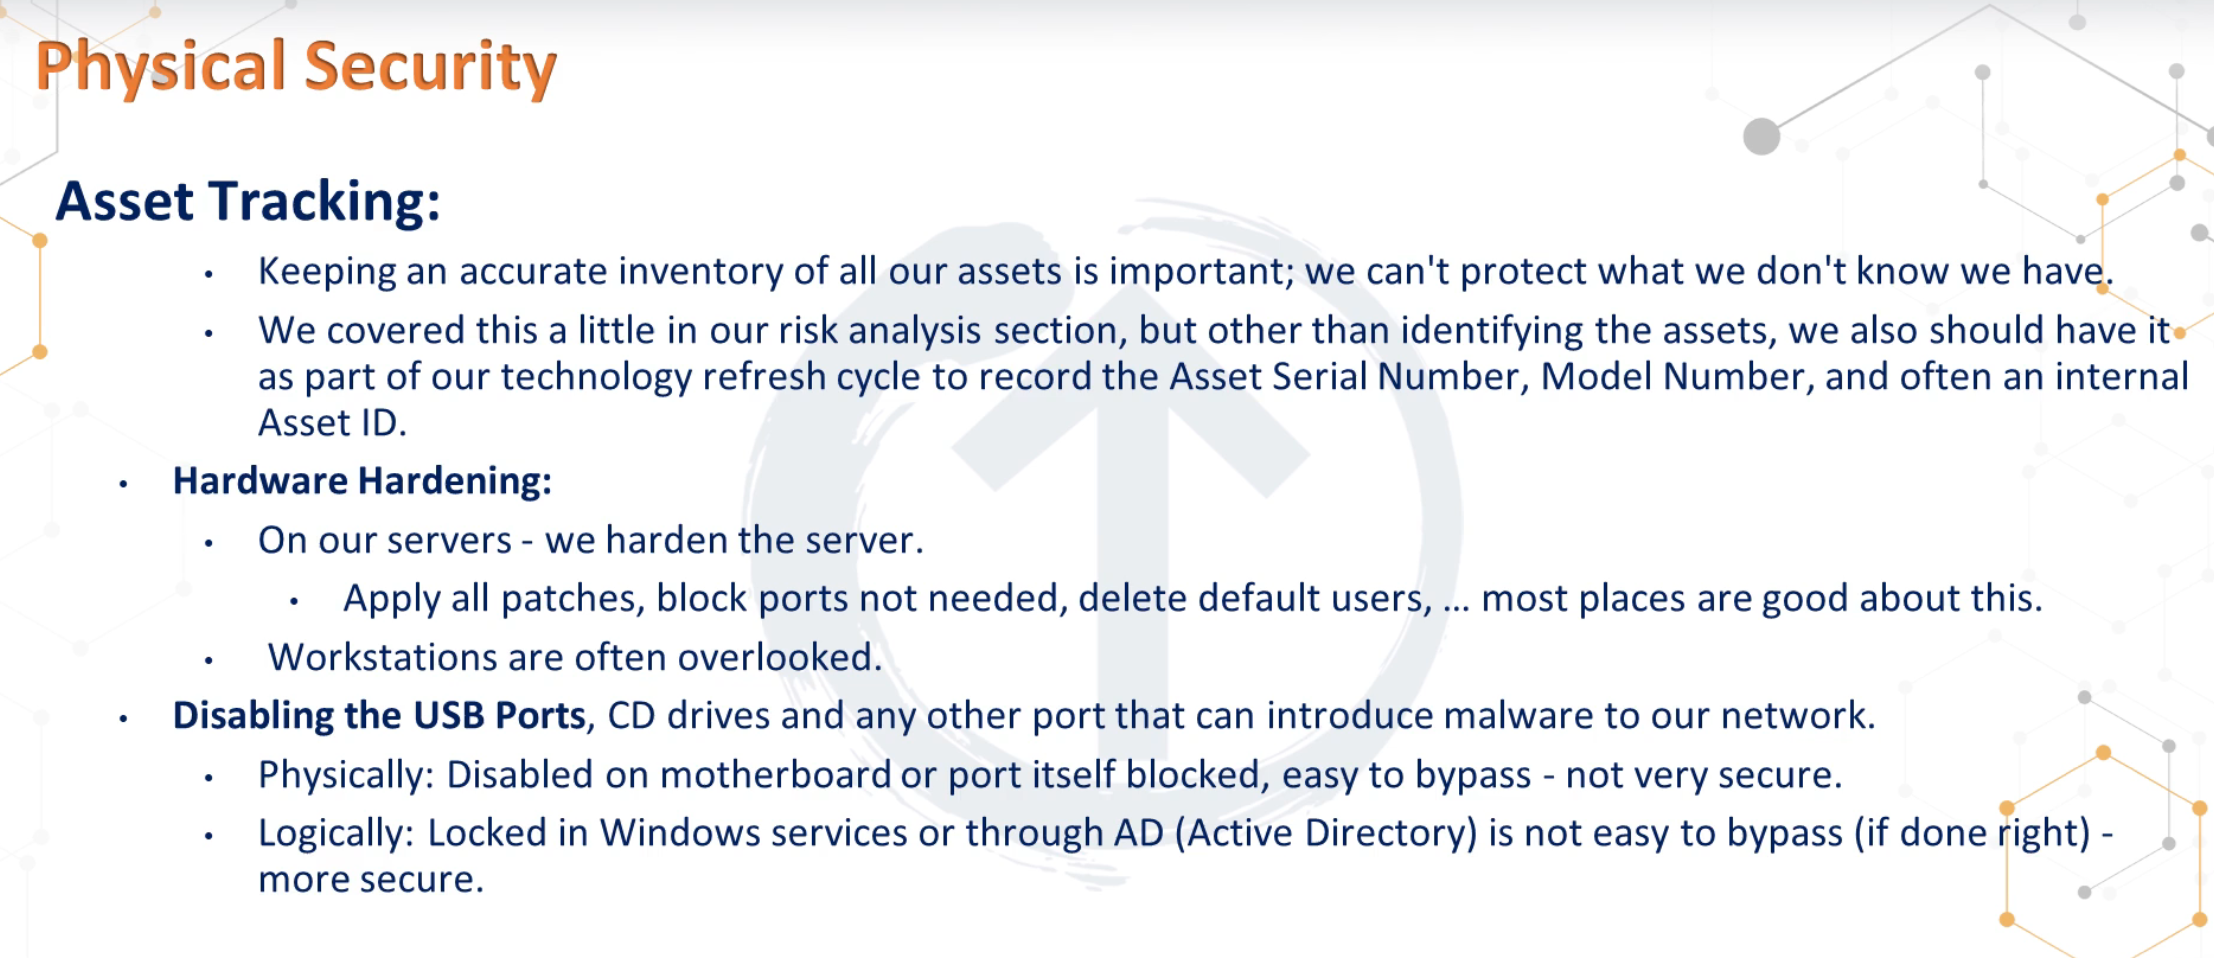 Physical Security
Asset Tracking:
• Keeping an accurate inventory of all our assets is important; we can't protect what we don't know we have.
• We covered this a little in our risk analysis section, but other than identifying the assets, we also should have it
as part of our technology refresh cycle to record the Asset Serial Number, Model Number, and often an internal
Asset ID.
• Hardware Hardening:
• On our servers - we harden the server.
• Apply all patches, block ports not needed, delete default users, ... most places are good about this.
• Workstations are often overlooked.
• Disabling the USB Ports, CD drives and any other port that can introduce malware to our network.
• Physically: Disabled on motherboard or port itself blocked, easy to bypass - not very secure.
• Logically: Locked in Windows services or through AD (Active Directory) is not easy to bypass (if done right) -
more secure.